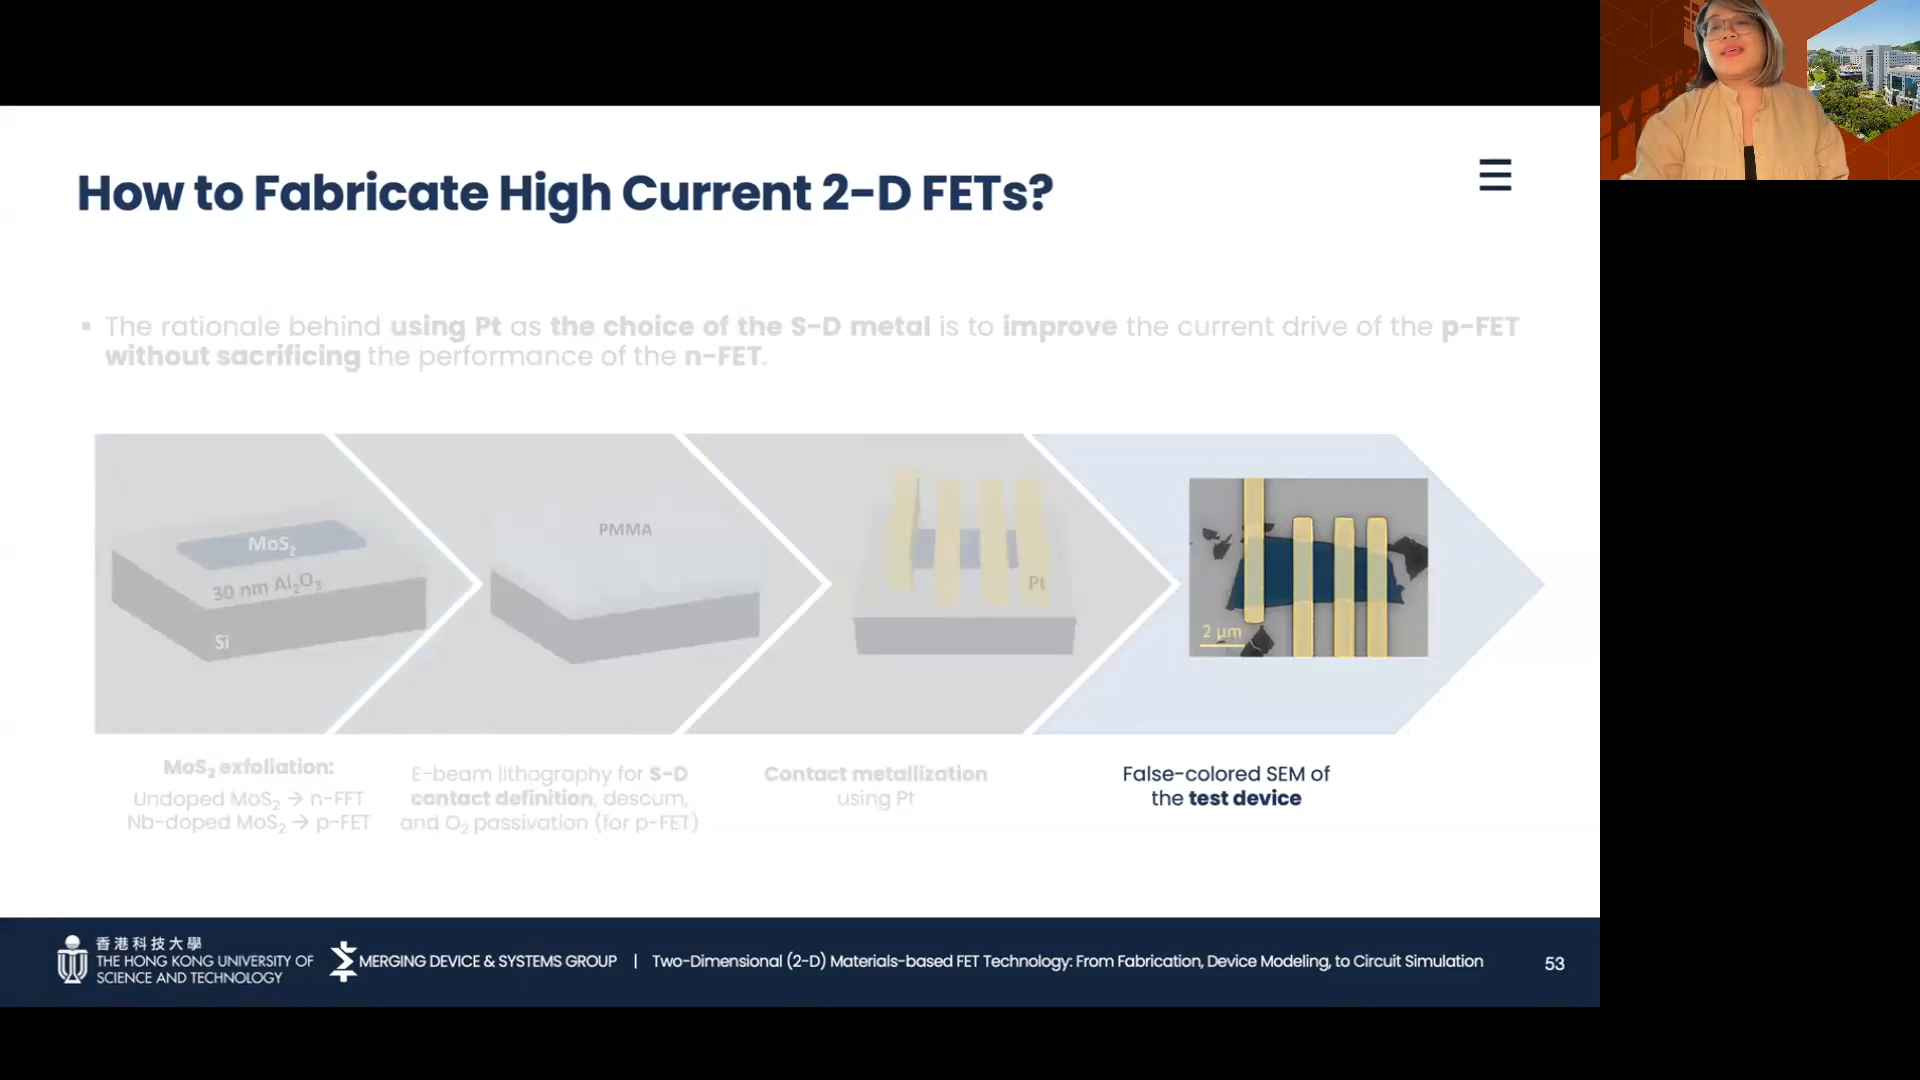 How to Fabricate High Current 2-D FETs?
▪ The rationale behind using Pt as the choice of the S-D metal is to improve the current drive of the p-FET
without sacrificing the performance of the n-FET.
MoS₂
30 nm Al₂O₃
Si
PMMA
Pt
2 µm
MoS₂ exfoliation:
Undoped MoS₂ → n-FFT
Nb-doped MoS₂ → p-FET
E-beam lithography for S-D
contact definition, descum,
and O₂ passivation (for p-FET)
Contact metallization
using Pt
False-colored SEM of
the test device
香港科技大學
THE HONG KONG UNIVERSITY OF
SCIENCE AND TECHNOLOGY
MERGING DEVICE & SYSTEMS GROUP | Two-Dimensional (2-D) Materials-based FET Technology: From Fabrication, Device Modeling, to Circuit Simulation
53